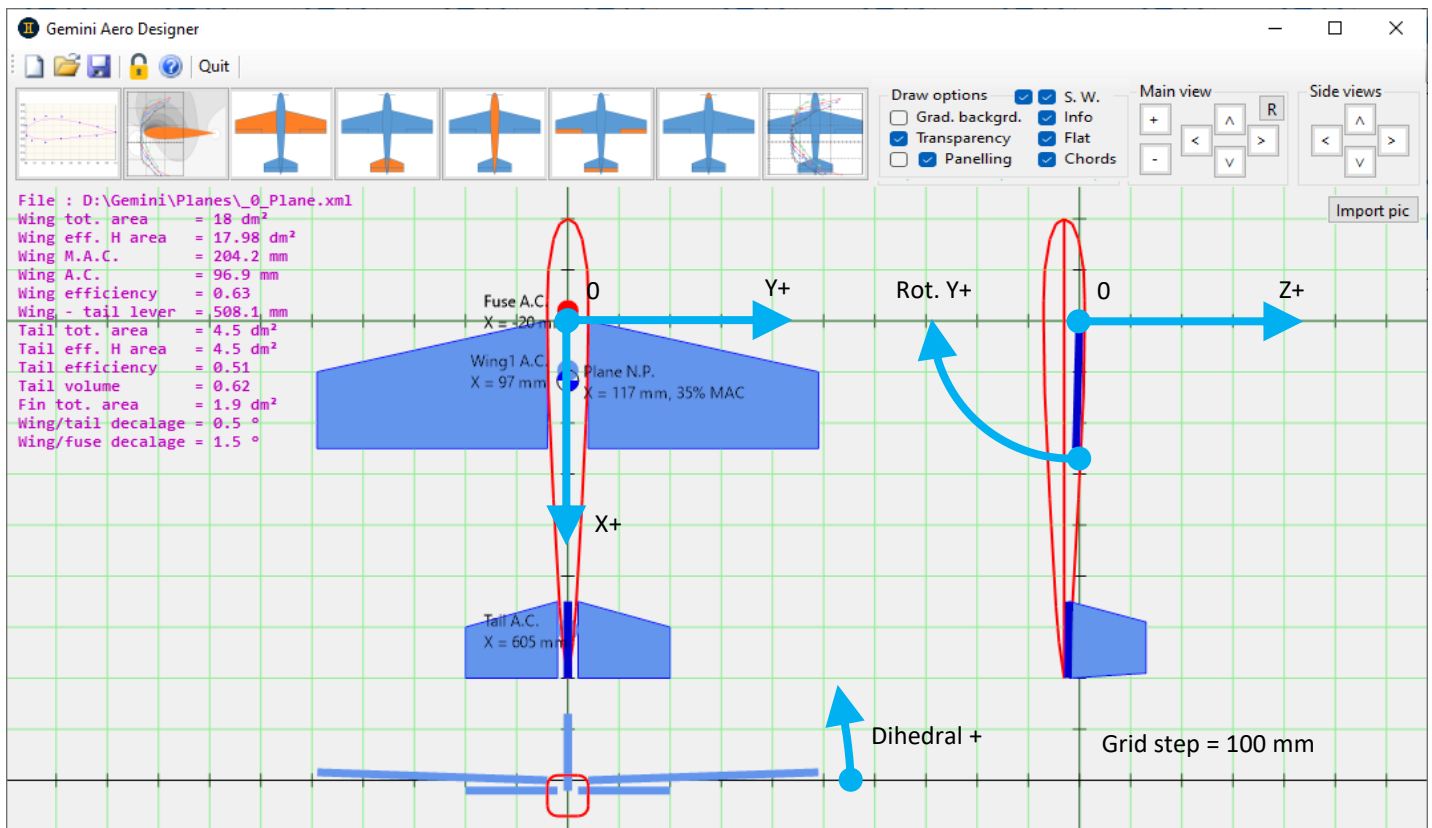 Gemini Aero Designer
Quit
Draw options S. W.
Grad. backgrd. Info
Transparency Flat
Panelling Chords
Main view
+ ʌ R
< >
- v
Side views
ʌ
< >
v
Import pic
File : D:\Gemini\Planes\_0_Plane.xml
Wing tot. area = 18 dm²
Wing eff. H area = 17.98 dm²
Wing M.A.C. = 204.2 mm
Wing A.C. = 96.9 mm
Wing efficiency = 0.63
Wing - tail lever = 508.1 mm
Tail tot. area = 4.5 dm²
Tail eff. H area = 4.5 dm²
Tail efficiency = 0.51
Tail volume = 0.62
Fin tot. area = 1.9 dm²
Wing/tail decalage = 0.5 °
Wing/fuse decalage = 1.5 °
0
Y+
Rot. Y+
0
Z+
Fuse A.C.
X = -20 mm
Wing1 A.C.
X = 97 mm
Plane N.P.
X = 117 mm, 35% MAC
X+
Tail A.C.
X = 605 mm
Dihedral +
Grid step = 100 mm